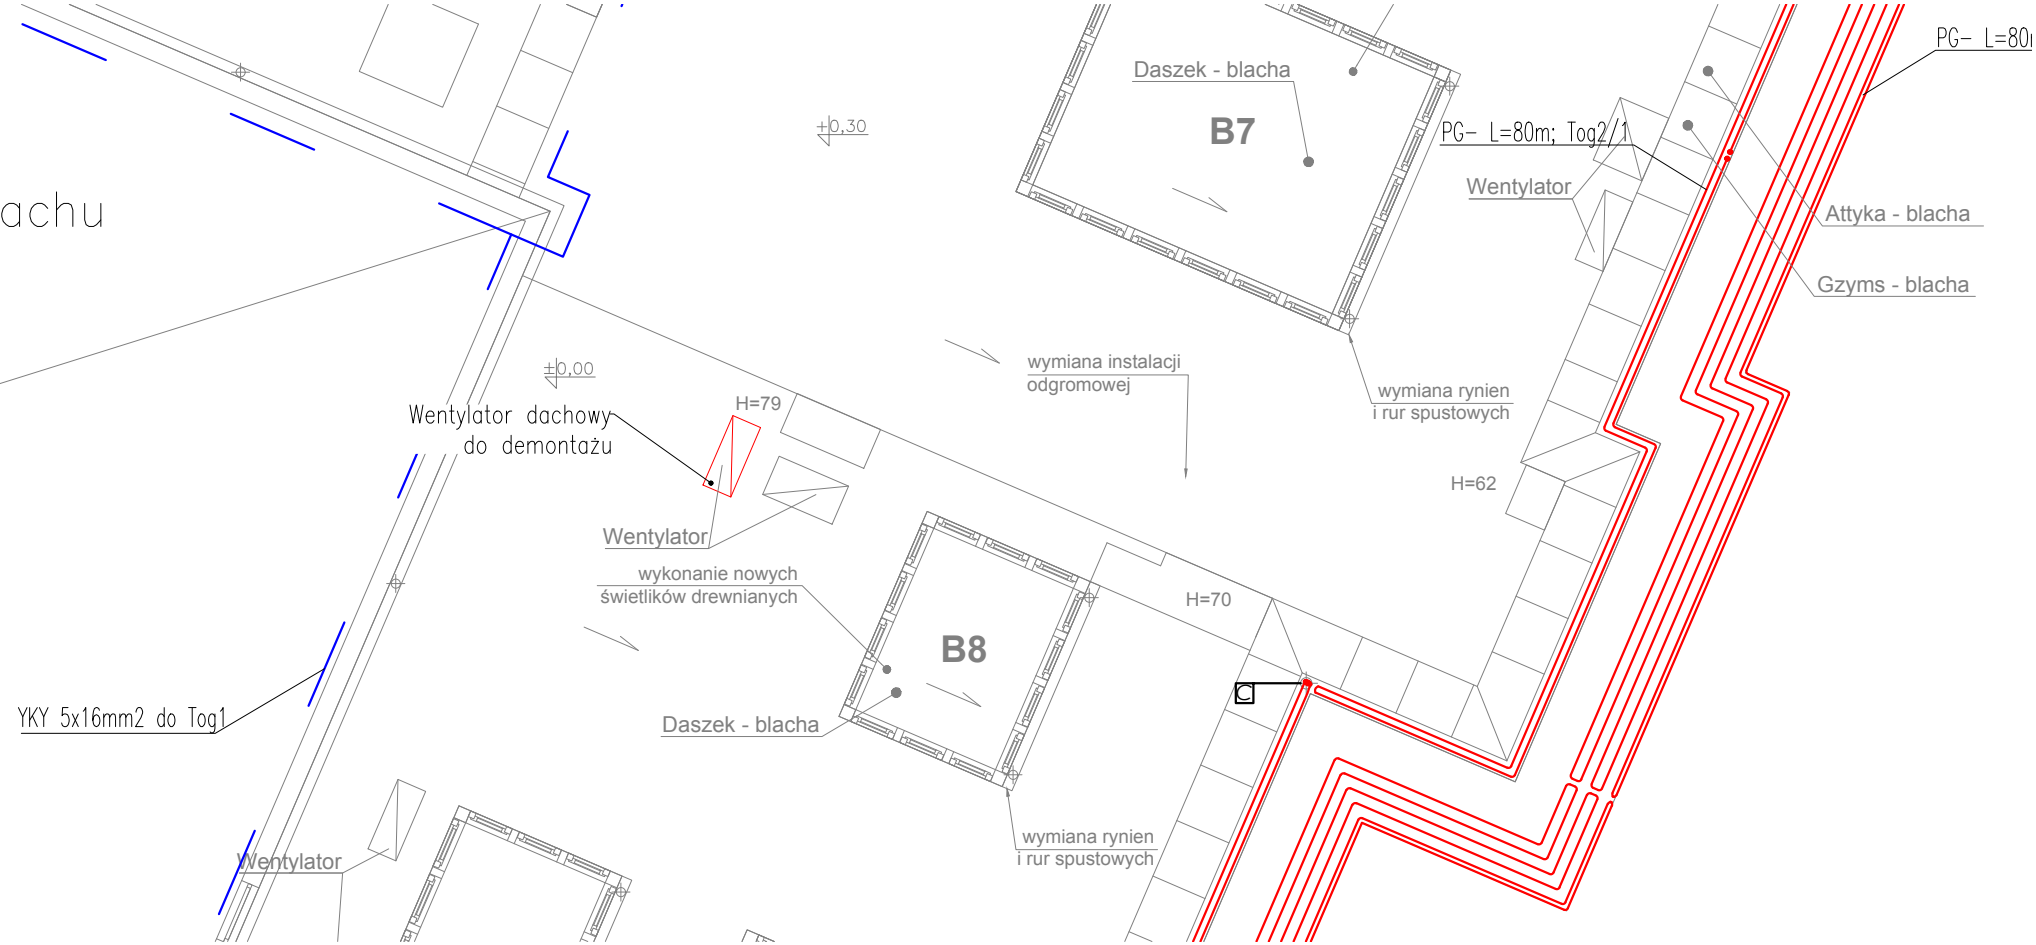 PG- L=80m
Daszek - blacha
+0,30
B7
PG- L=80m; Tog2/1
Wentylator
achu
Attyka - blacha
Gzyms - blacha
wymiana instalacji
odgromowej
±0,00
wymiana rynien
i rur spustowych
H=79
Wentylator dachowy
do demontażu
H=62
Wentylator
wykonanie nowych
świetlików drewnianych
H=70
B8
C
YKY 5x16mm2 do Tog1
Daszek - blacha
wymiana rynien
i rur spustowych
Wentylator